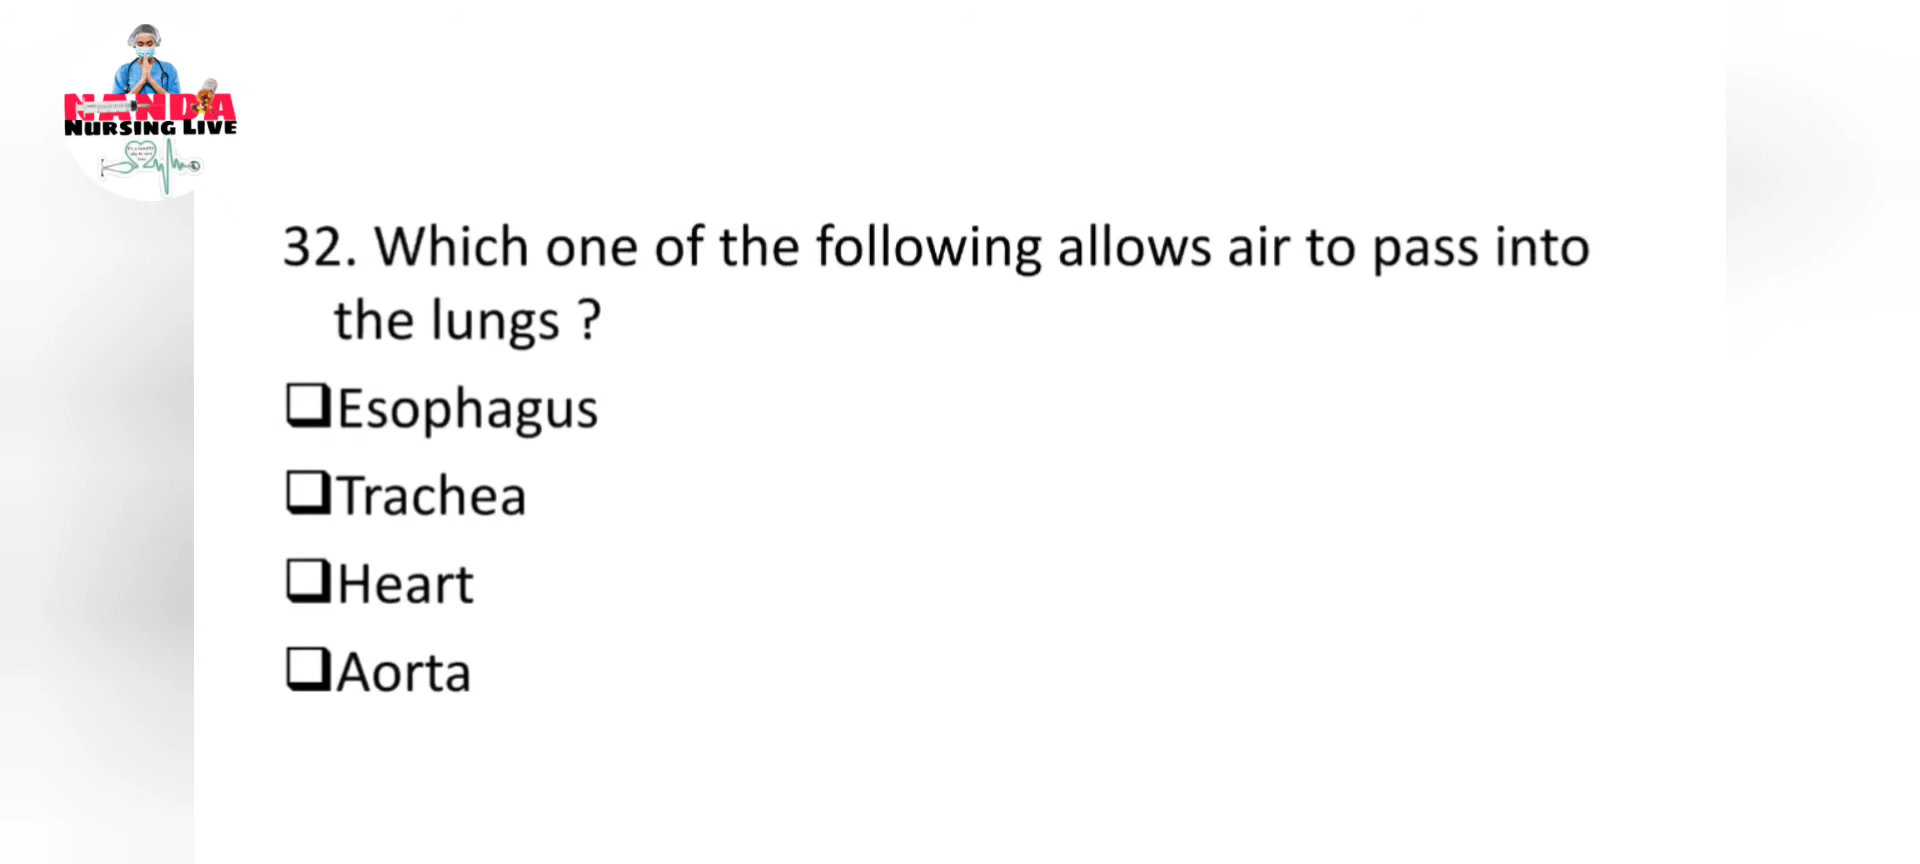 NANDA
NURSING LIVE
32. Which one of the following allows air to pass into
the lungs ?
❑Esophagus
❑Trachea
❑Heart
❑Aorta